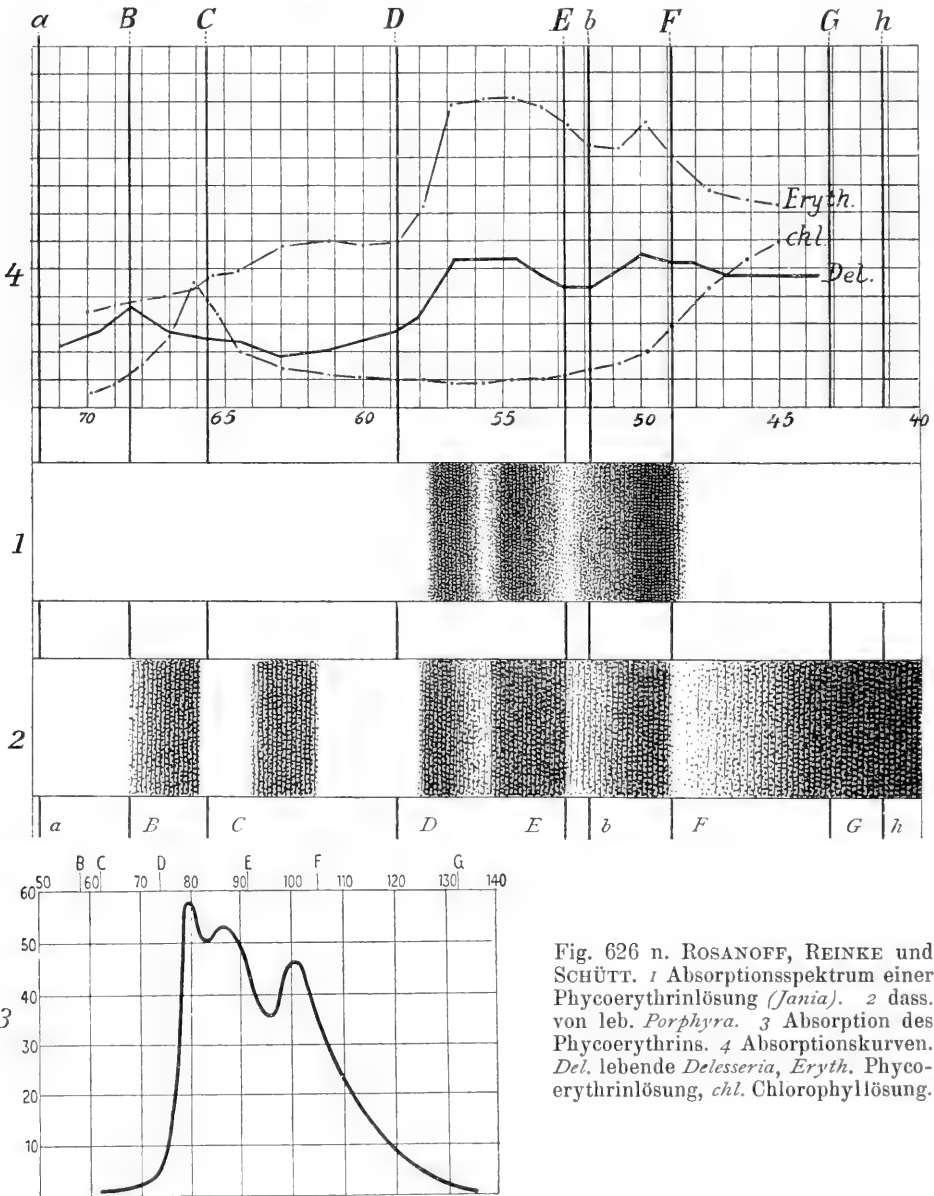 a B C D E b F G h
4
Eryth.
chl.
Del.
70 65 60 55 50 45 40
1
2
a B C D E b F G h
B C D E F G
50 60 70 80 90 100 110 120 130 140
60
50
40
3
30
20
10
Fig. 626 n. ROSANOFF, REINKE und
SCHÜTT. 1 Absorptionsspektrum einer
Phycoerythrinlösung (Jania). 2 dass.
von leb. Porphyra. 3 Absorption des
Phycoerythrins. 4 Absorptionskurven.
Del. lebende Delesseria, Eryth. Phyco-
erythrinlösung, chl. Chlorophyllösung.